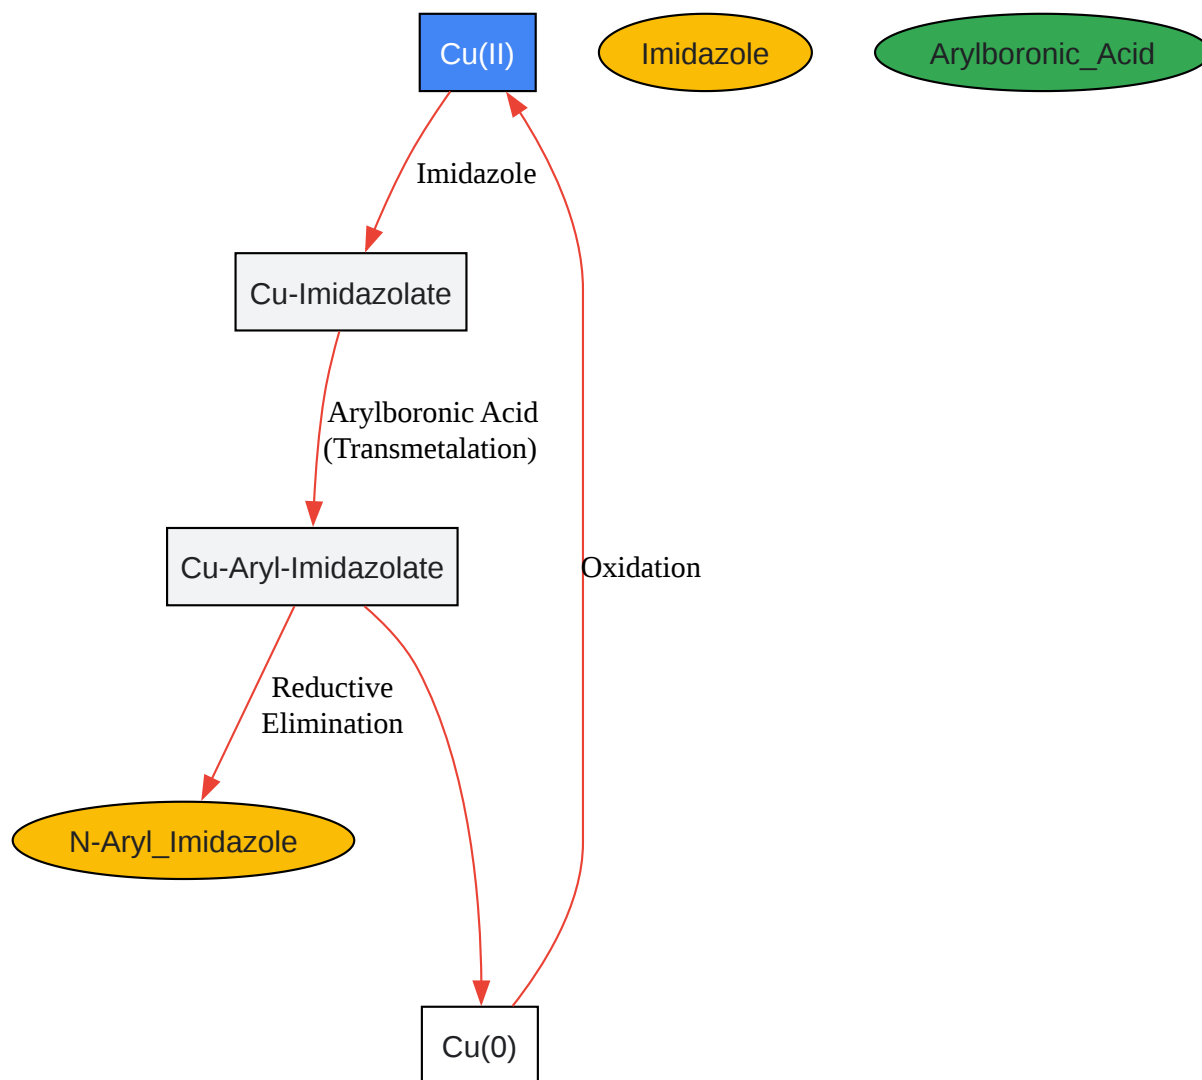 Cu(II)
Imidazole
Arylboronic_Acid
Imidazole
Cu-Imidazolate
Arylboronic Acid
(Transmetalation)
Cu-Aryl-Imidazolate
Oxidation
Reductive
Elimination
N-Aryl_Imidazole
Cu(0)